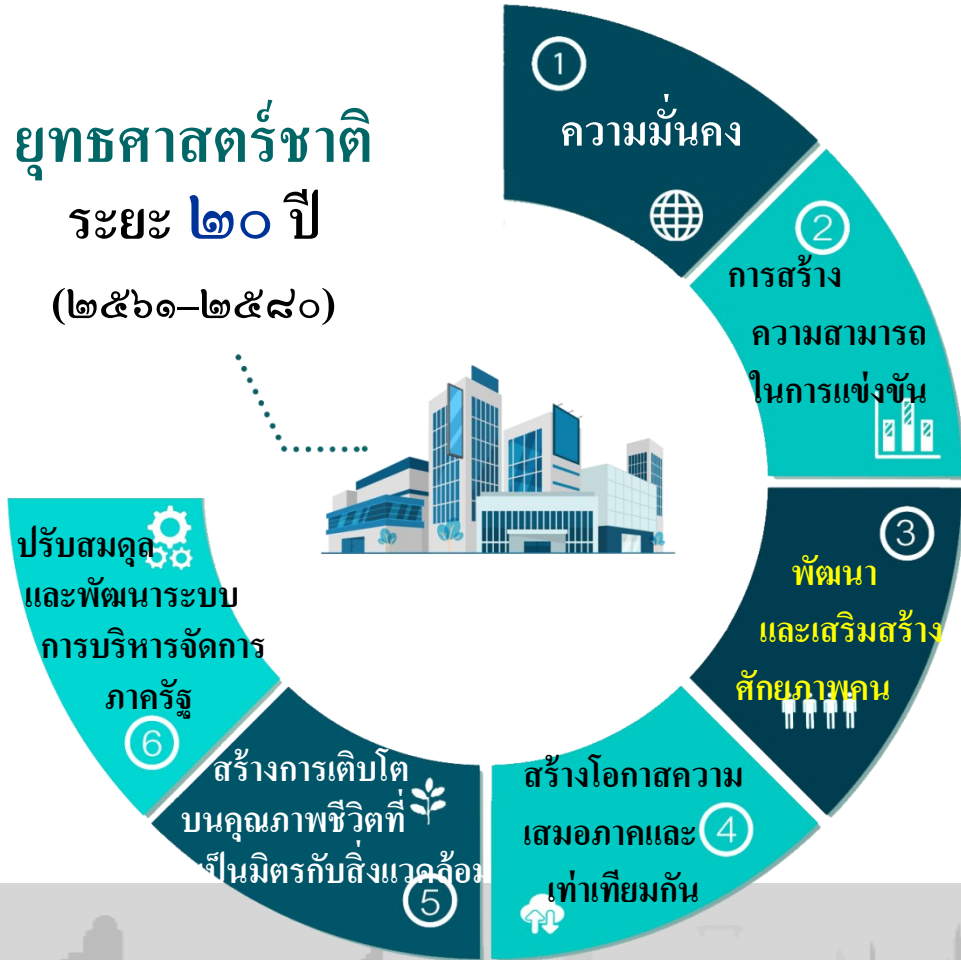 ยุทธศาสตร์ชาติ
ระยะ ๒๐ ปี
(๒๕๖๑–๒๕๘๐)
1
ความมั่นคง
2
การสร้าง
ความสามารถ
ในการแข่งขัน
3
พัฒนา
และเสริมสร้าง
ศักยภาพคน
สร้างโอกาสความ
เสมอภาคและ
4
เท่าเทียมกัน
สร้างการเติบโต
บนคุณภาพชีวิตที่
เป็นมิตรกับสิ่งแวดล้อม
5
ปรับสมดุล
และพัฒนาระบบ
การบริหารจัดการ
ภาครัฐ
6